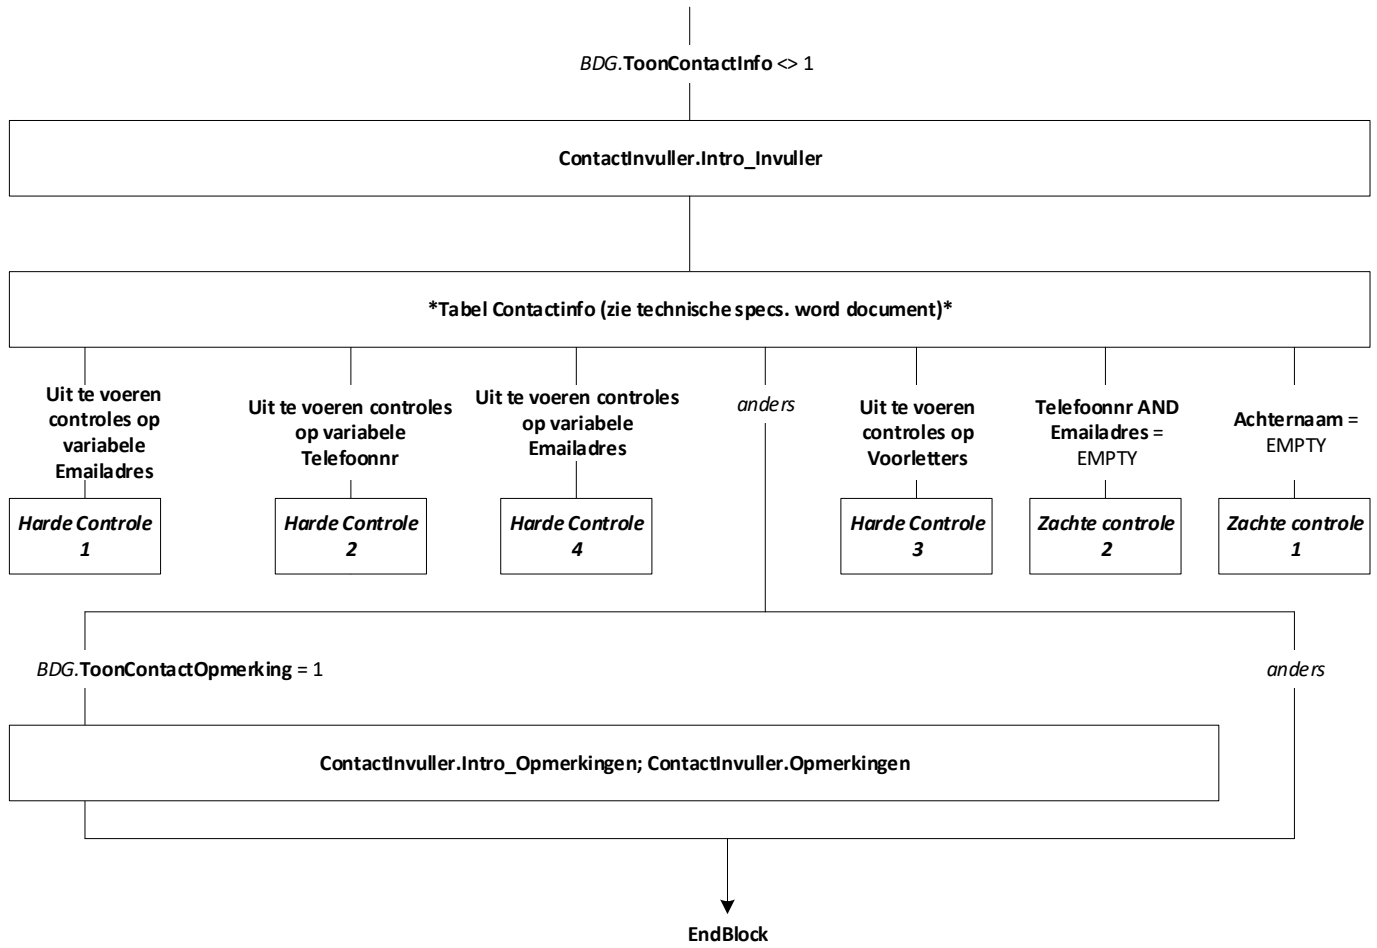 BDG.ToonContactInfo <> 1
ContactInvuller.Intro_Invuller
*Tabel Contactinfo (zie technische specs. word document)*
Uit te voeren
controles op
variabele
Emailadres
Uit te voeren controles
op variabele
Telefoonnr
Uit te voeren controles
op variabele
Emailadres
anders
Uit te voeren
controles op
Voorletters
Telefoonnr AND
Emailadres =
EMPTY
Achternaam =
EMPTY
Harde Controle
1
Harde Controle
2
Harde Controle
4
Harde Controle
3
Zachte controle
2
Zachte controle
1
BDG.ToonContactOpmerking = 1
anders
ContactInvuller.Intro_Opmerkingen; ContactInvuller.Opmerkingen
EndBlock